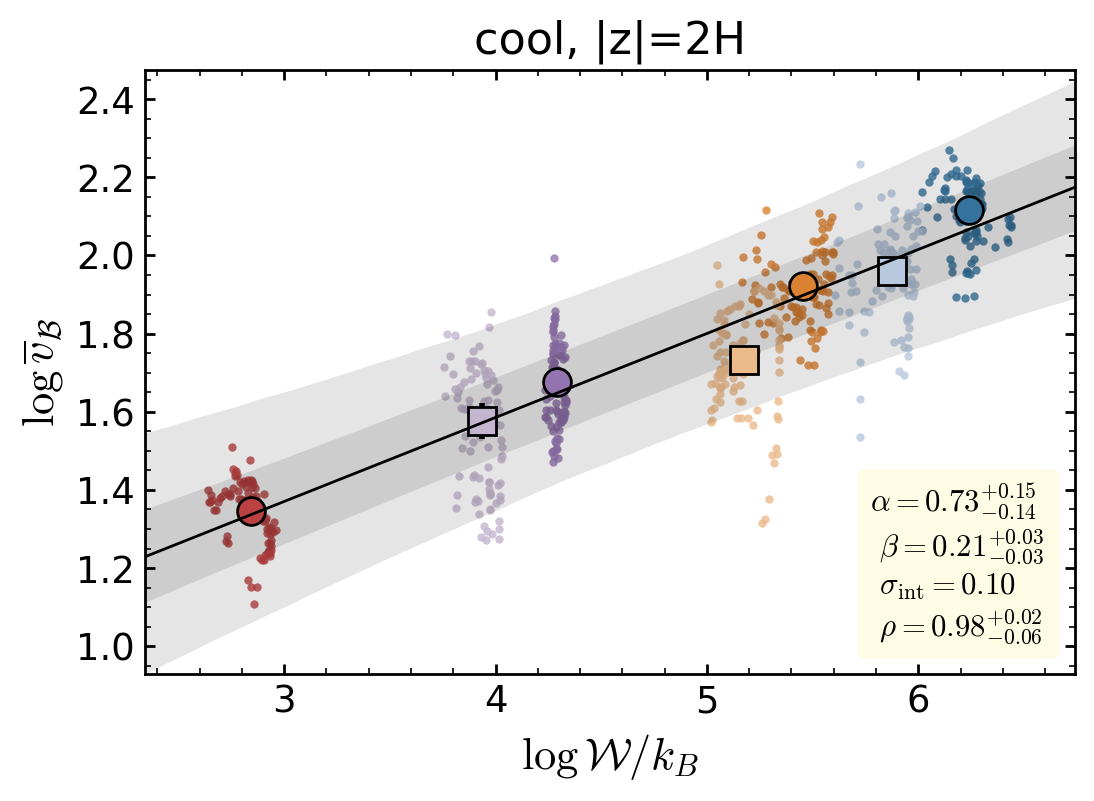 cool, |z|=2H
2.4
2.2
2.0
1.8
1.6
1.4
1.2
1.0
log v̅_ℬ
α = 0.73^{+0.15}_{−0.14}
β = 0.21^{+0.03}_{−0.03}
σ_int = 0.10
ρ = 0.98^{+0.02}_{−0.06}
3 4 5 6
log 𝒲/k_B